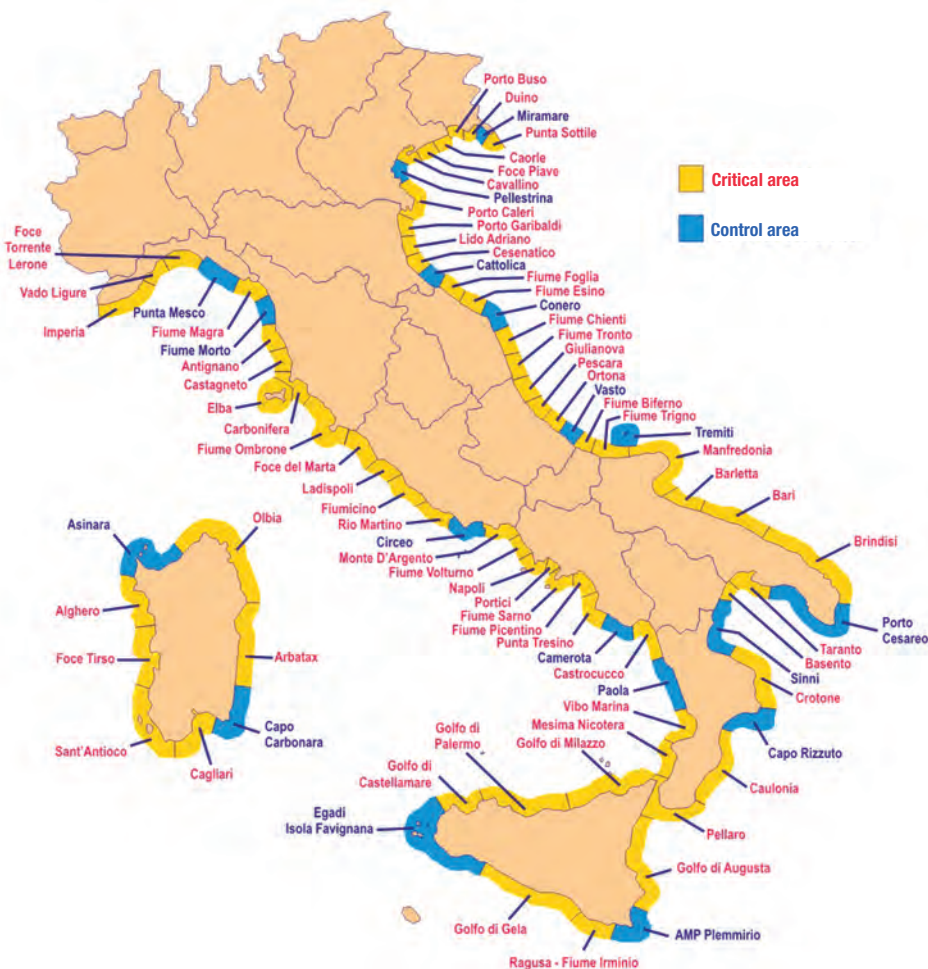 Porto Buso
Duino
Miramare
Punta Sottile
Caorle
Foce Piave
Cavallino
Pellestrina
Porto Caleri
Porto Garibaldi
Lido Adriano
Cesenatico
Cattolica
Fiume Foglia
Fiume Esino
Conero
Fiume Chienti
Fiume Tronto
Giulianova
Pescara
Ortona
Vasto
Fiume Biferno
Fiume Trigno
Tremiti
Manfredonia
Barletta
Bari
Brindisi
Porto
Cesareo
Taranto
Basento
Sinni
Crotone
Capo Rizzuto
Caulonia
Pellaro
Golfo di Augusta
AMP Plemmirio
Ragusa - Fiume Irminio
Golfo di Gela
Egadi
Isola Favignana
Golfo di
Castellamare
Golfo di
Palermo
Golfo di Milazzo
Mesima Nicotera
Vibo Marina
Paola
Castrocucco
Camerota
Punta Tresino
Fiume Picentino
Fiume Sarno
Portici
Napoli
Fiume Volturno
Monte D'Argento
Circeo
Rio Martino
Fiumicino
Ladispoli
Foce del Marta
Fiume Ombrone
Carbonifera
Elba
Castagneto
Antignano
Fiume Morto
Fiume Magra
Punta Mesco
Imperia
Vado Ligure
Foce
Torrente
Lerone
Asinara
Olbia
Alghero
Foce Tirso
Arbatax
Sant'Antioco
Cagliari
Capo
Carbonara
Critical area
Control area